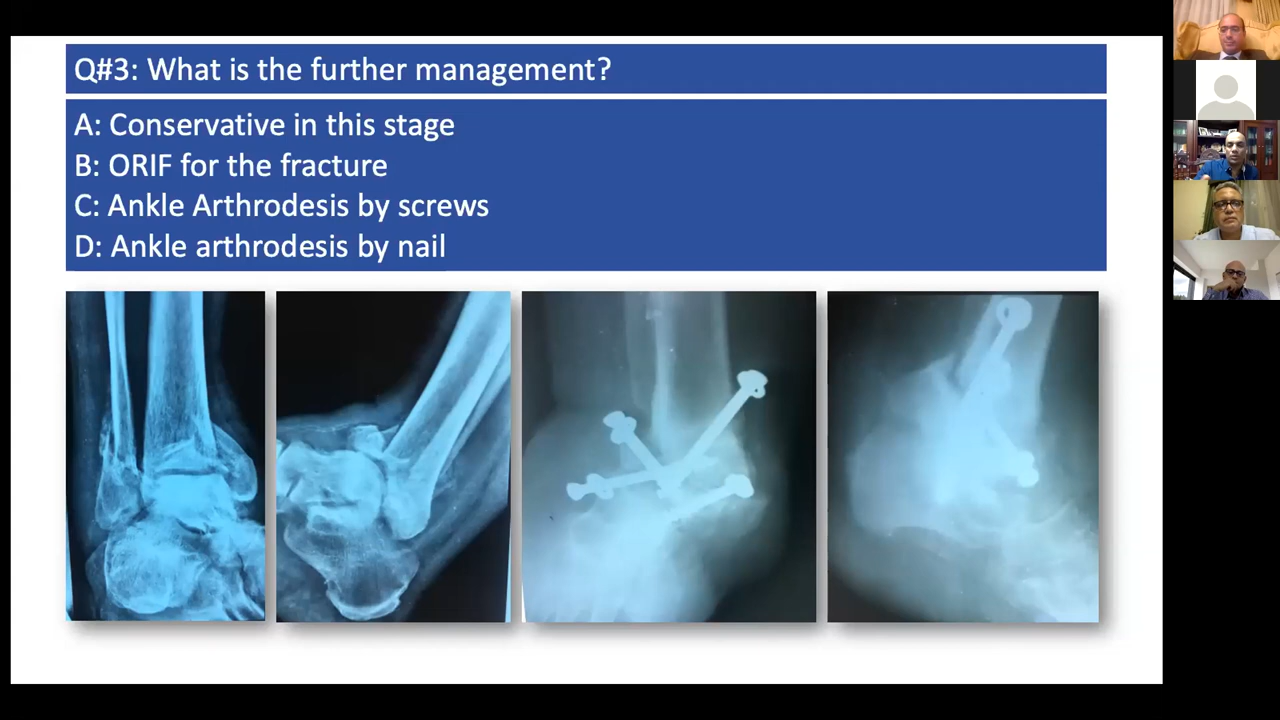 Q#3: What is the further management?
A: Conservative in this stage
B: ORIF for the fracture
C: Ankle Arthrodesis by screws
D: Ankle arthrodesis by nail